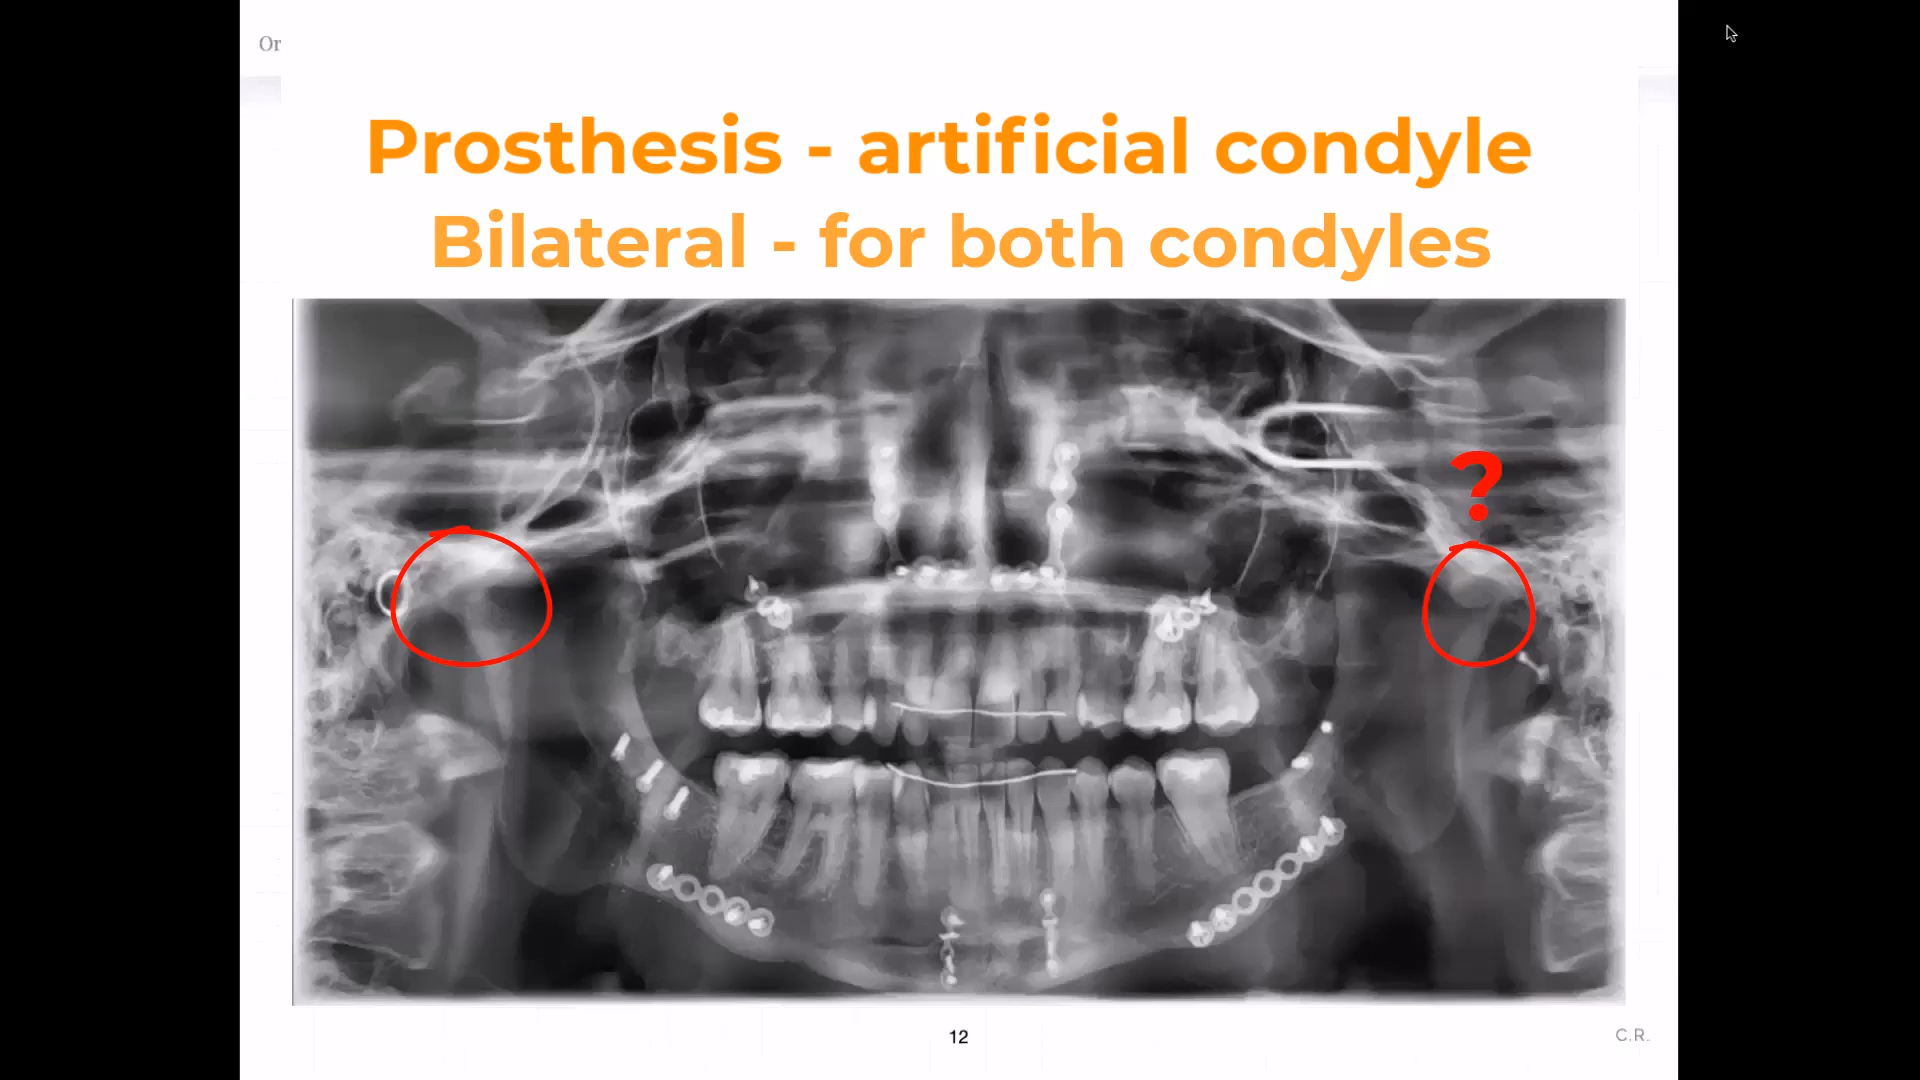 Or
Prosthesis - artificial condyle
Bilateral - for both condyles
?
12
C.R.